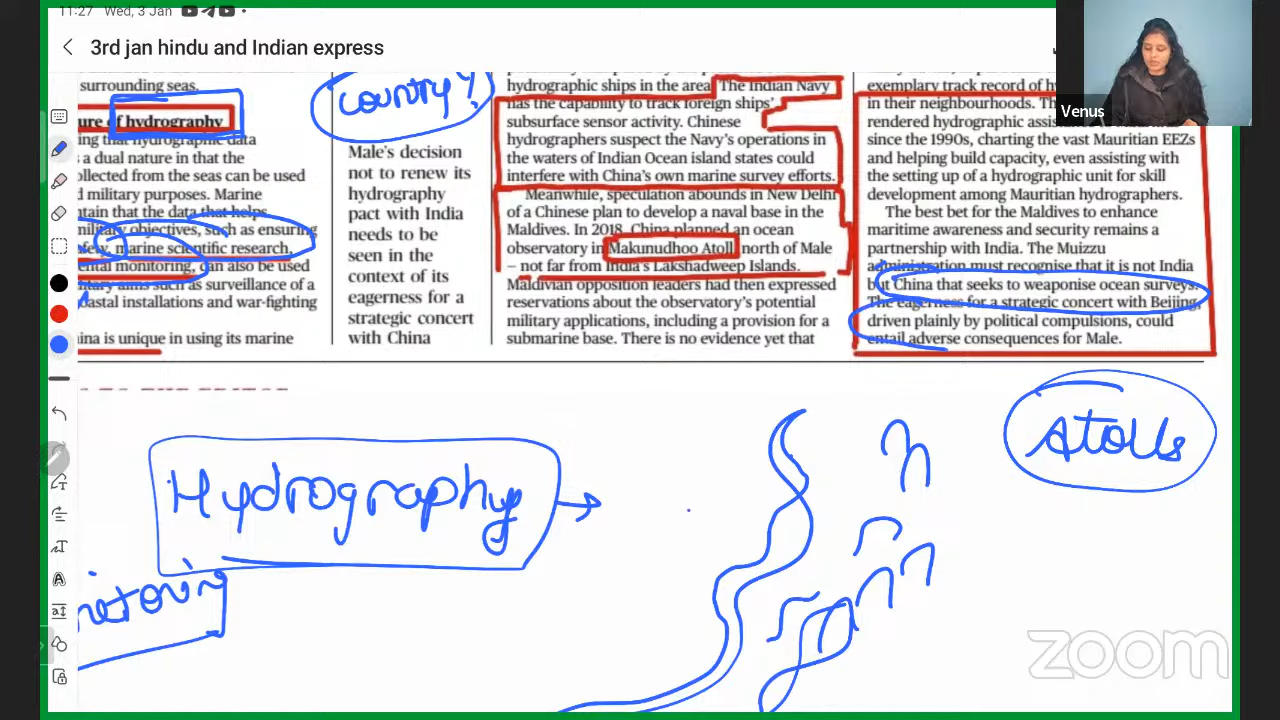 11:27 Wed, 3 Jan
3rd jan hindu and Indian express
Venus
surrounding seas.
ure of hydrography
ing that hydrographic data
s a dual nature in that the
ollected from the seas can be used
d military purposes. Marine
ntain that the data that helps
military objectives, such as ensuring
marine scientific research,
ental monitoring, can also be used
ntary aims such as surveillance of a
oastal installations and war-fighting
ina is unique in using its marine
country?
Male's decision
not to renew its
hydrography
pact with India
needs to be
seen in the
context of its
eagerness for a
strategic concert
with China
hydrographic ships in the area. The Indian Navy
has the capability to track foreign ships'
subsurface sensor activity. Chinese
hydrographers suspect the Navy's operations in
the waters of Indian Ocean island states could
interfere with China's own marine survey efforts.
Meanwhile, speculation abounds in New Delhi
of a Chinese plan to develop a naval base in the
Maldives. In 2018, China planned an ocean
observatory in Makunudhoo Atoll, north of Male
– not far from India's Lakshadweep Islands.
Maldivian opposition leaders had then expressed
reservations about the observatory's potential
military applications, including a provision for a
submarine base. There is no evidence yet that
exemplary track record of
in their neighbourhoods.
rendered hydrographic
since the 1990s, charting the vast Mauritian EEZs
and helping build capacity, even assisting with
the setting up of a hydrographic unit for skill
development among Mauritian hydrographers.
The best bet for the Maldives to enhance
maritime awareness and security remains a
partnership with India. The Muizzu
administration must recognise that it is not India
but China that seeks to weaponise ocean surveys.
The eagerness for a strategic concert with Beijing,
driven plainly by political compulsions, could
entail adverse consequences for Male.
Atolls
Hydrography
nitoring
zoom